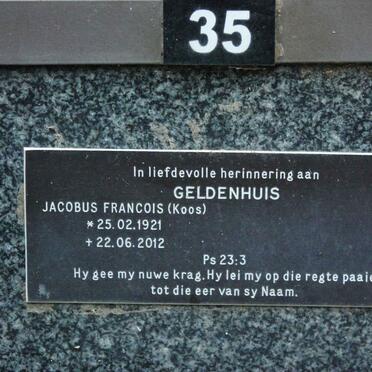 35
In liefdevolle herinnering aan
GELDENHUIS
JACOBUS FRANCOIS (Koos)
* 25.02.1921
+ 22.06.2012
Ps 23:3
Hy gee my nuwe krag.Hy lei my op die regte paaie
tot die eer van sy Naam.